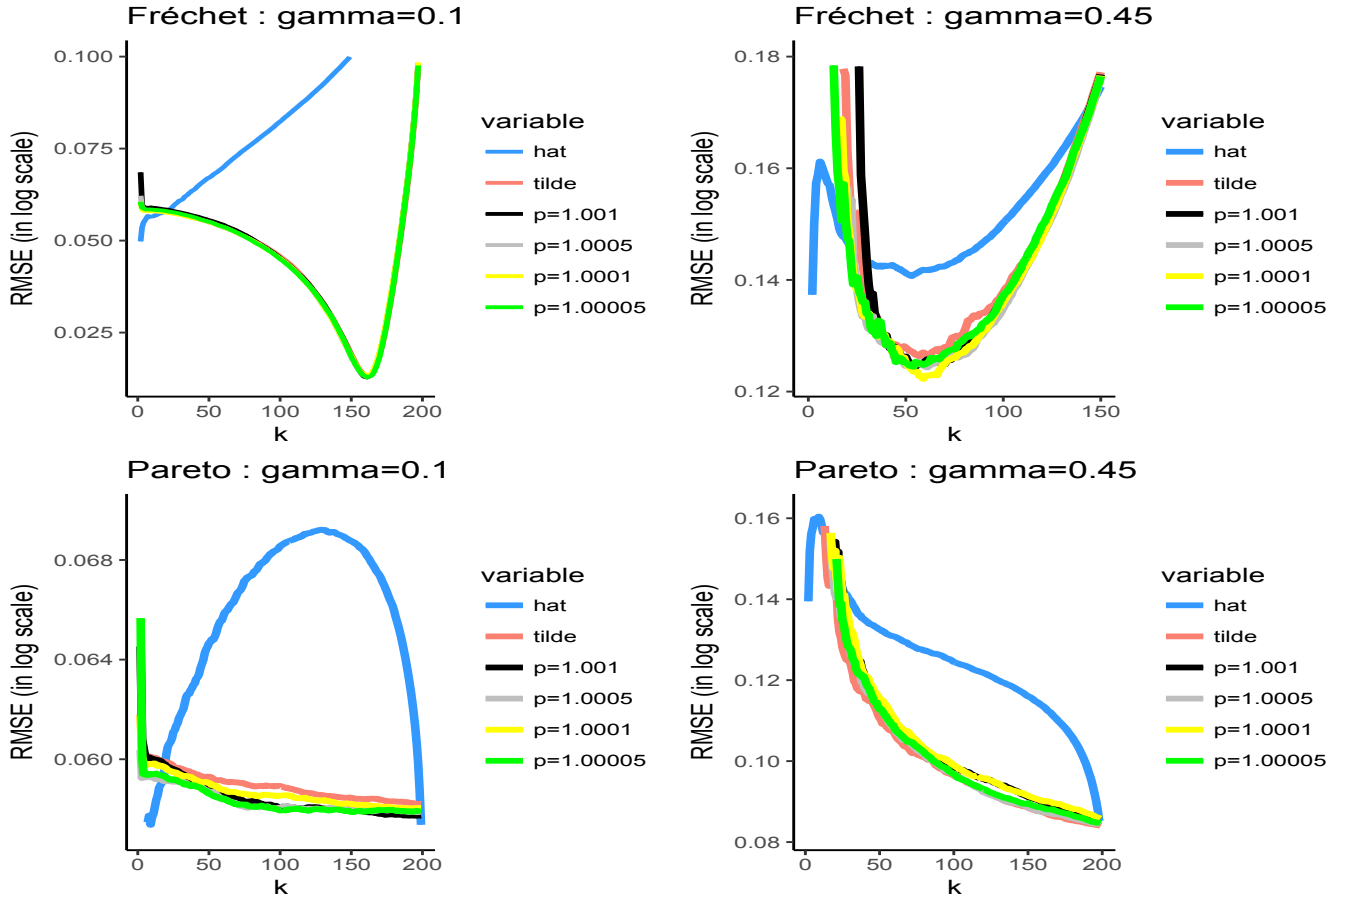 Fréchet : gamma=0.1
0.100
0.075
0.050
0.025
RMSE (in log scale)
0
50
100
150
200
k
variable
hat
tilde
p=1.001
p=1.0005
p=1.0001
p=1.00005
Fréchet : gamma=0.45
0.18
0.16
0.14
0.12
RMSE (in log scale)
0
50
100
150
k
variable
hat
tilde
p=1.001
p=1.0005
p=1.0001
p=1.00005
Pareto : gamma=0.1
0.068
0.064
0.060
RMSE (in log scale)
0
50
100
150
200
k
variable
hat
tilde
p=1.001
p=1.0005
p=1.0001
p=1.00005
Pareto : gamma=0.45
0.16
0.14
0.12
0.10
0.08
RMSE (in log scale)
0
50
100
150
200
k
variable
hat
tilde
p=1.001
p=1.0005
p=1.0001
p=1.00005